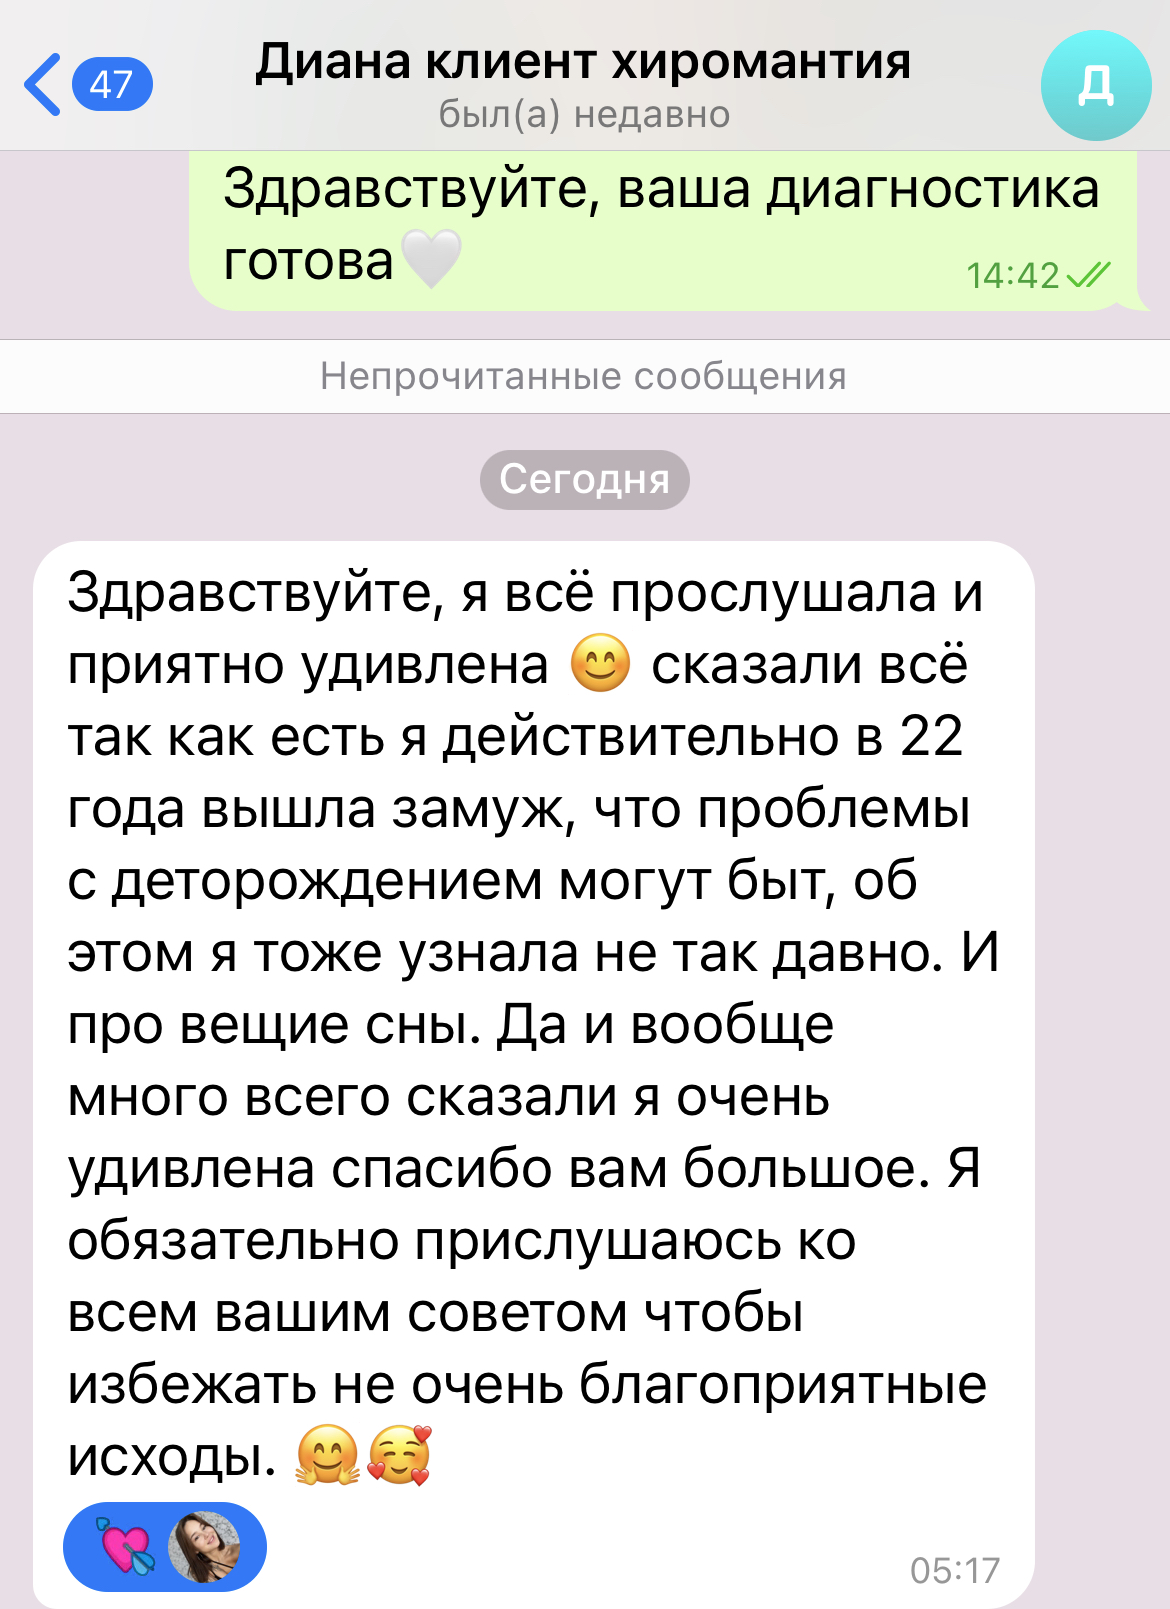 47
Диана клиент хиромантия
был(а) недавно
Д
Здравствуйте, ваша диагностика
готова🤍
14:42
Непрочитанные сообщения
Сегодня
Здравствуйте, я всё прослушала и
приятно удивлена 😊 сказали всё
так как есть я действительно в 22
года вышла замуж, что проблемы
с деторождением могут быт, об
этом я тоже узнала не так давно. И
про вещие сны. Да и вообще
много всего сказали я очень
удивлена спасибо вам большое. Я
обязательно прислушаюсь ко
всем вашим советом чтобы
избежать не очень благоприятные
исходы. 🤗🥰
💘
05:17